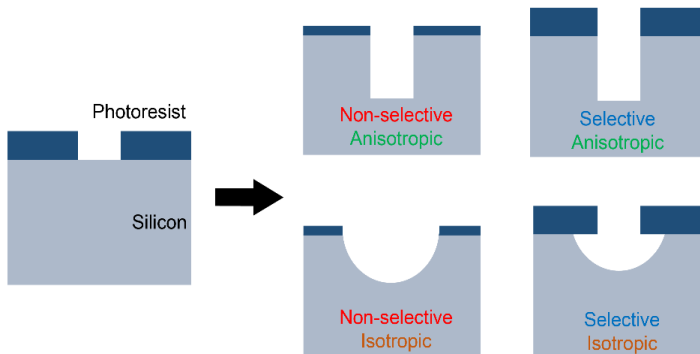 Photoresist
Silicon
Non-selective
Anisotropic
Selective
Anisotropic
Non-selective
Isotropic
Selective
Isotropic